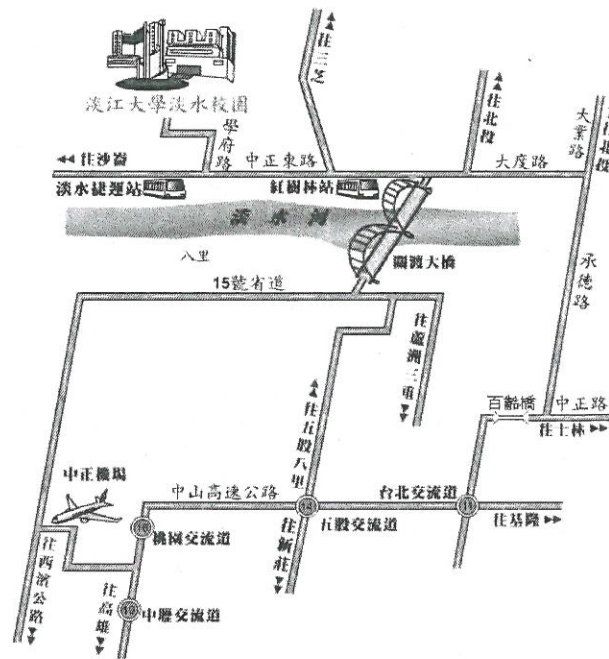 往三芝
淡江大學淡水校園
學府路
往北投
大業路
往沙崙
中正東路
大度路
淡水捷運站
紅樹林站
淡水河
八里
關渡大橋
承德路
15號省道
往蘆洲三重
百齡橋
中正路
往士林
往五股八里
中正機場
中山高速公路
台北交流道
五股交流道
往基隆
桃園交流道
往新莊
往西濱公路
往高雄
中壢交流道